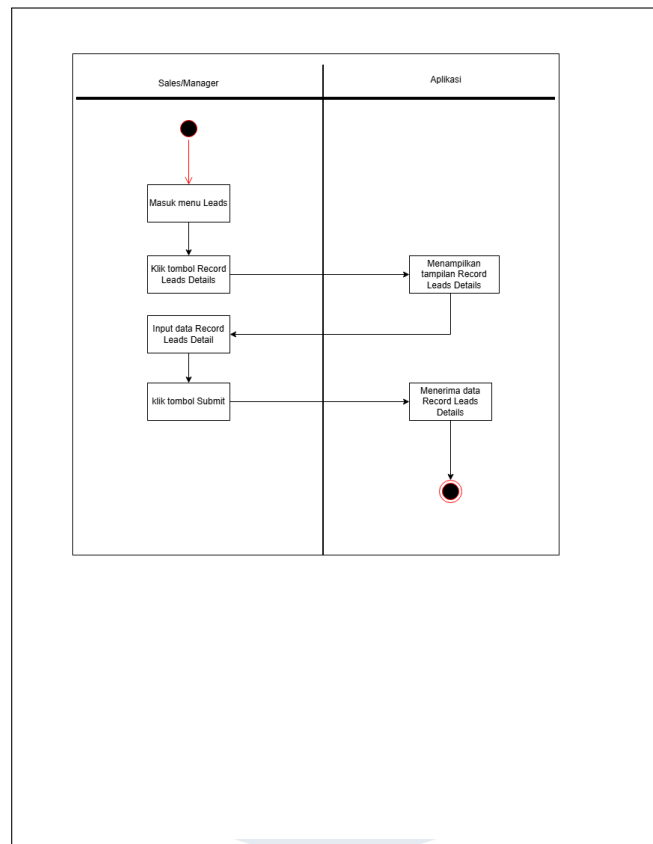 Sales/Manager
Aplikasi
Masuk menu Leads
Klik tombol Record
Leads Details
Menampilkan
tampilan Record
Leads Details
Input data Record
Leads Detail
klik tombol Submit
Menerima data
Record Leads
Details